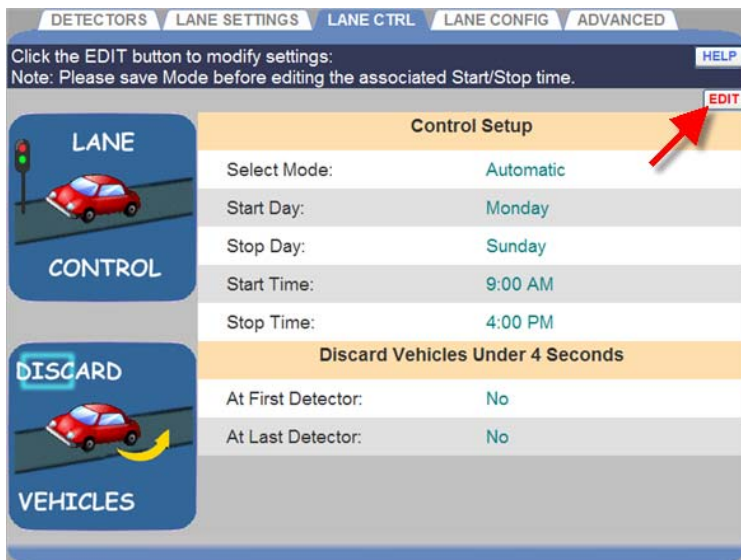 DETECTORS LANE SETTINGS LANE CTRL LANE CONFIG ADVANCED
Click the EDIT button to modify settings:
HELP
Note: Please save Mode before editing the associated Start/Stop time.
EDIT
LANE
CONTROL
Control Setup
Select Mode: Automatic
Start Day: Monday
Stop Day: Sunday
Start Time: 9:00 AM
Stop Time: 4:00 PM
DISCARD
VEHICLES
Discard Vehicles Under 4 Seconds
At First Detector: No
At Last Detector: No